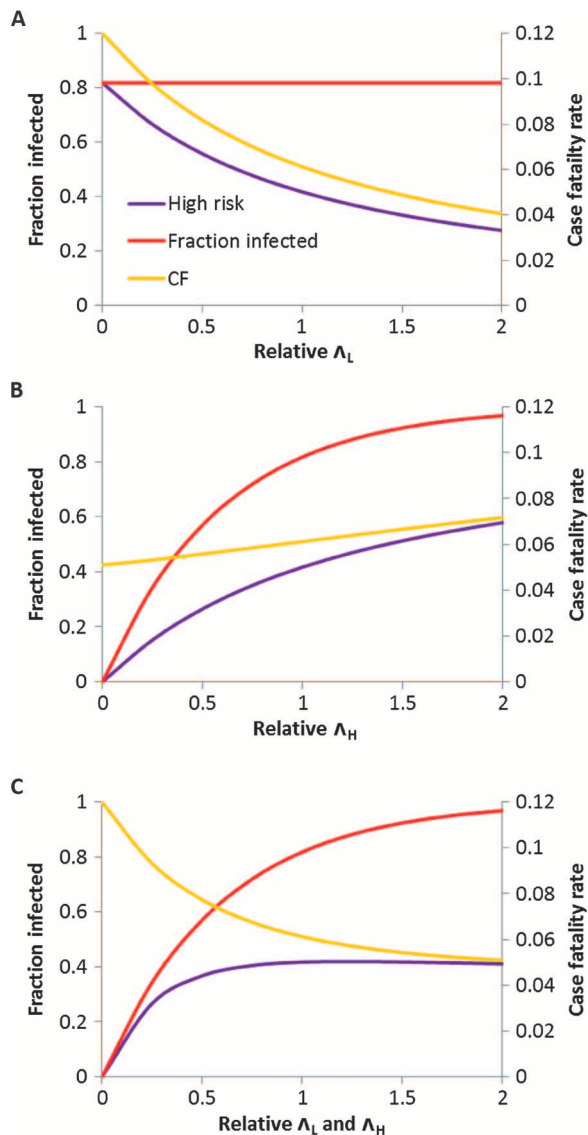 A
Fraction infected
Case fatailty rate
1
0.8
0.6
0.4
0.2
0
0.12
0.1
0.08
0.06
0.04
0.02
0
High risk
Fraction infected
CF
0 0.5 1 1.5 2
Relative ΛL
B
Fraction infected
Case fatality rate
1
0.8
0.6
0.4
0.2
0
0.12
0.1
0.08
0.06
0.04
0.02
0
0 0.5 1 1.5 2
Relative ΛH
C
Fraction infected
Case fatality rate
1
0.8
0.6
0.4
0.2
0
0.12
0.1
0.08
0.06
0.04
0.02
0
0 0.5 1 1.5 2
Relative ΛL and ΛH